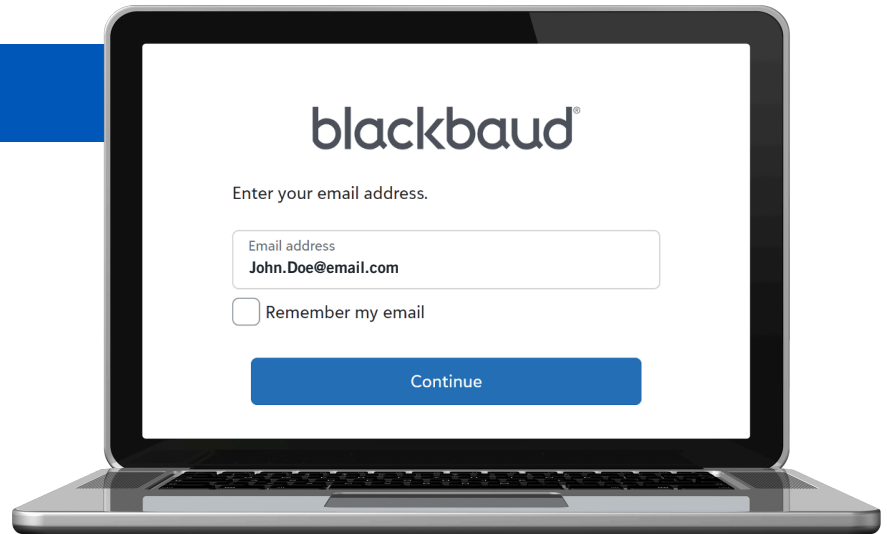 blackbaud®
Enter your email address.
Email address
John.Doe@email.com
Remember my email
Continue